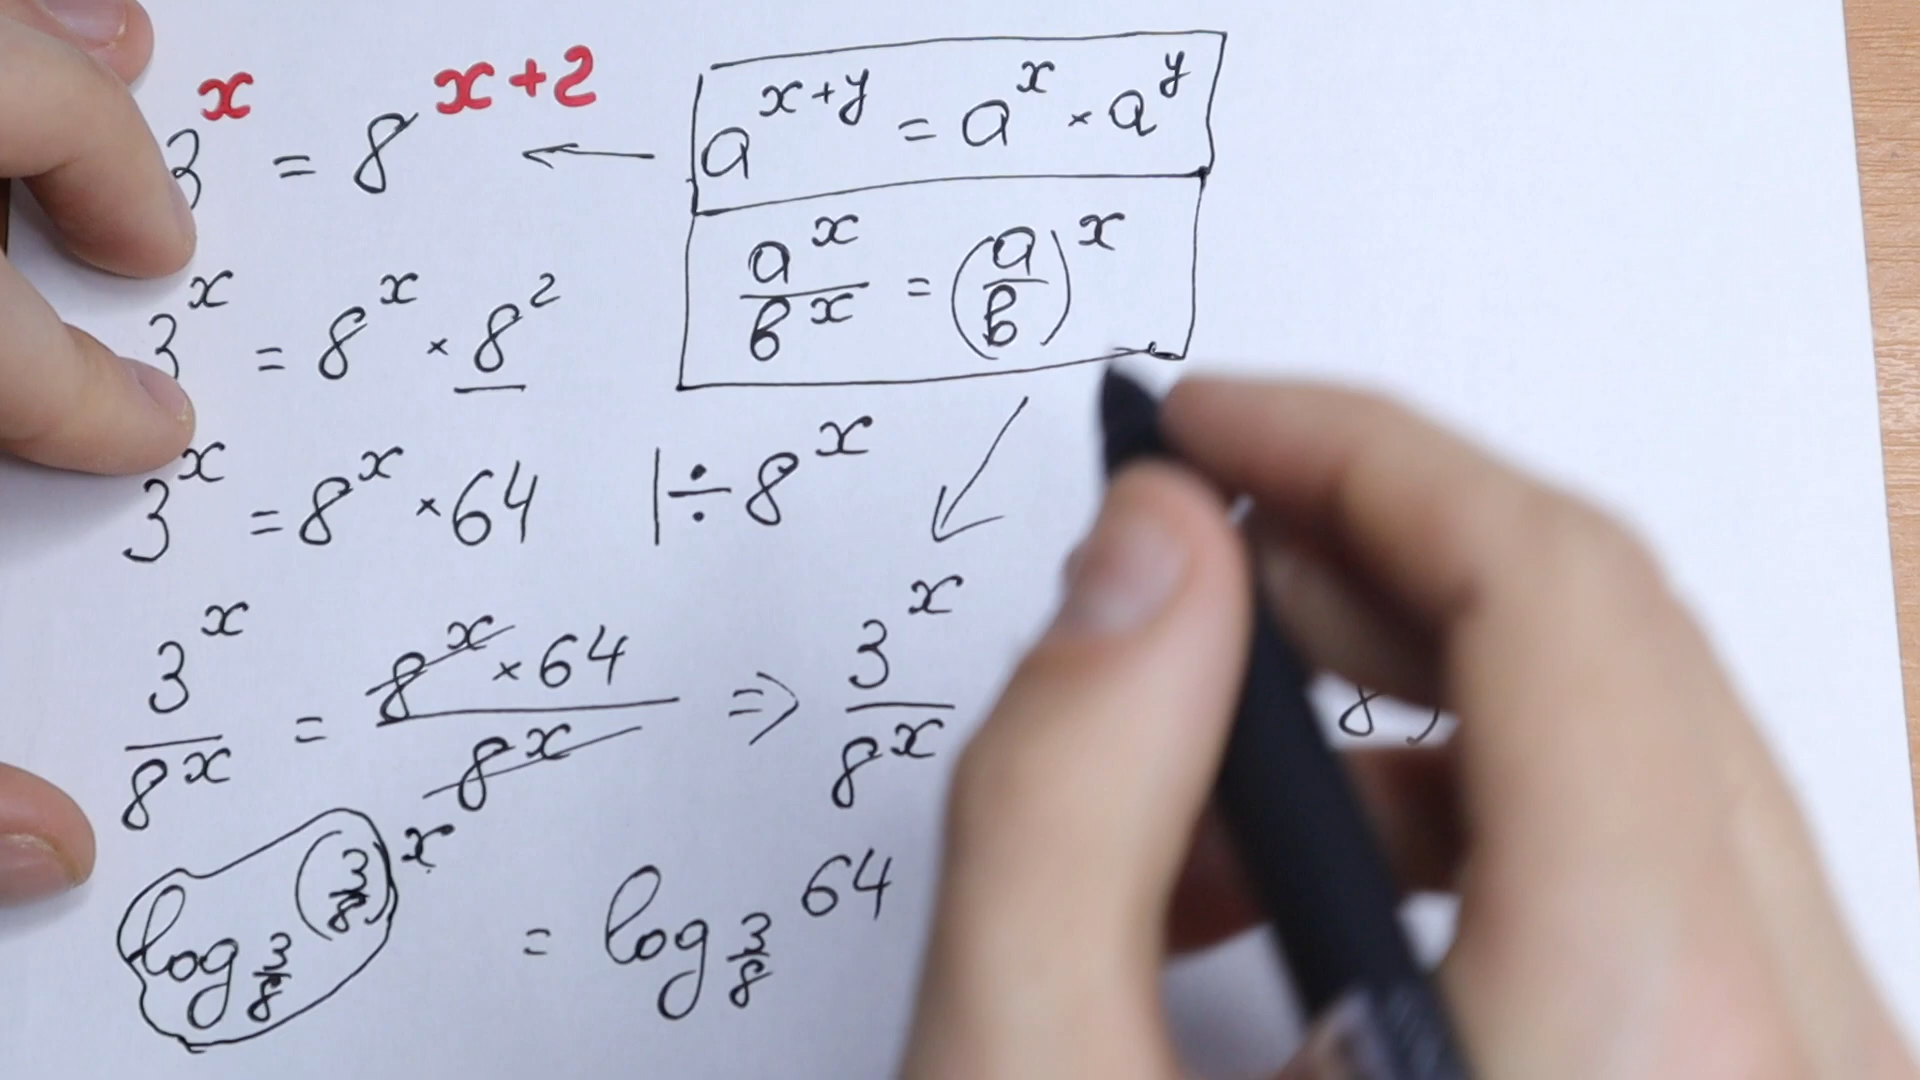 3^x = 8^(x+2) ←
a^(x+y) = a^x × a^y
a^x / b^x = (a/b)^x
3^x = 8^x × 8^2
3^x = 8^x × 64 | ÷ 8^x
3^x / 8^x = 8^x × 64 / 8^x ⇒ 3^x / 8^x
8)
log_(3/8) (3/8)^x = log_(3/8) 64